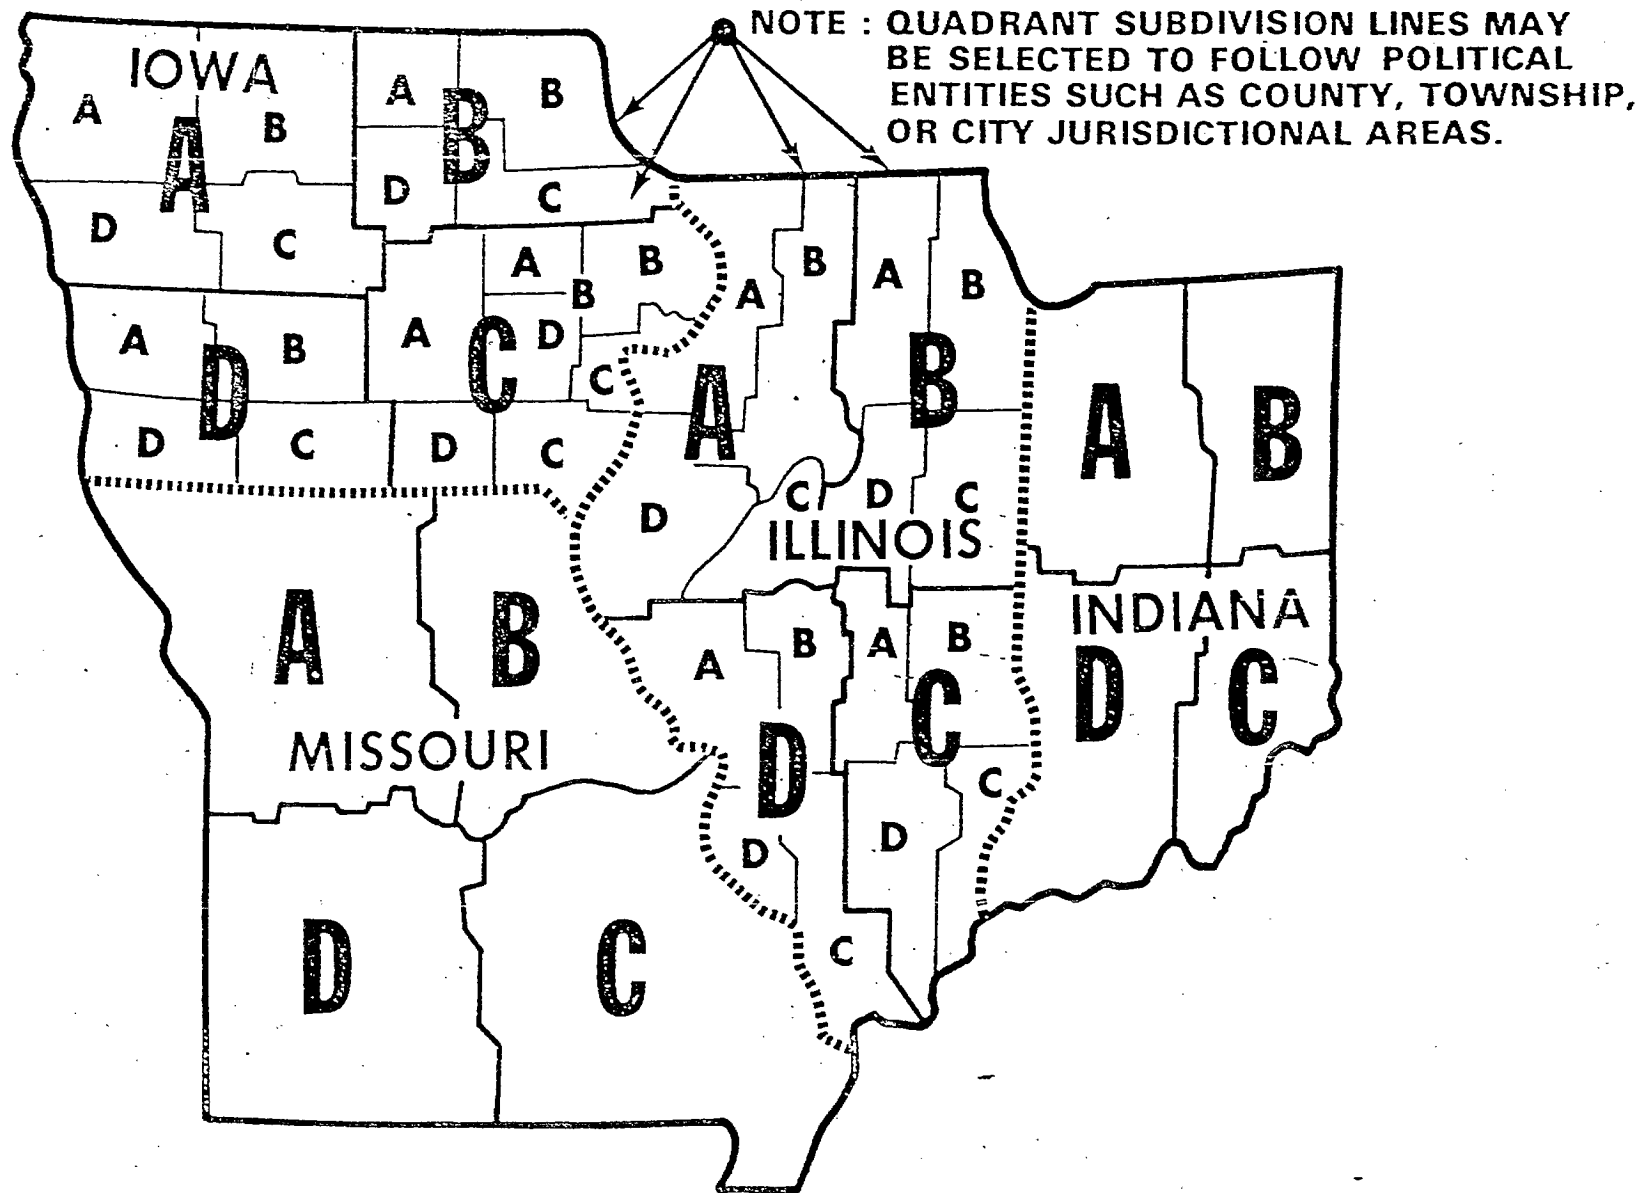 NOTE : QUADRANT SUBDIVISION LINES MAY
BE SELECTED TO FOLLOW POLITICAL
ENTITIES SUCH AS COUNTY, TOWNSHIP,
OR CITY JURISDICTIONAL AREAS.
IOWA
A B A B
A B
D C D C
A B
B
A B D
D C
C
D C D C
A B A B
A B
D C D C
ILLINOIS
A B A B
D C
D D C
C
A B
INDIANA
D C
A B
MISSOURI
D C